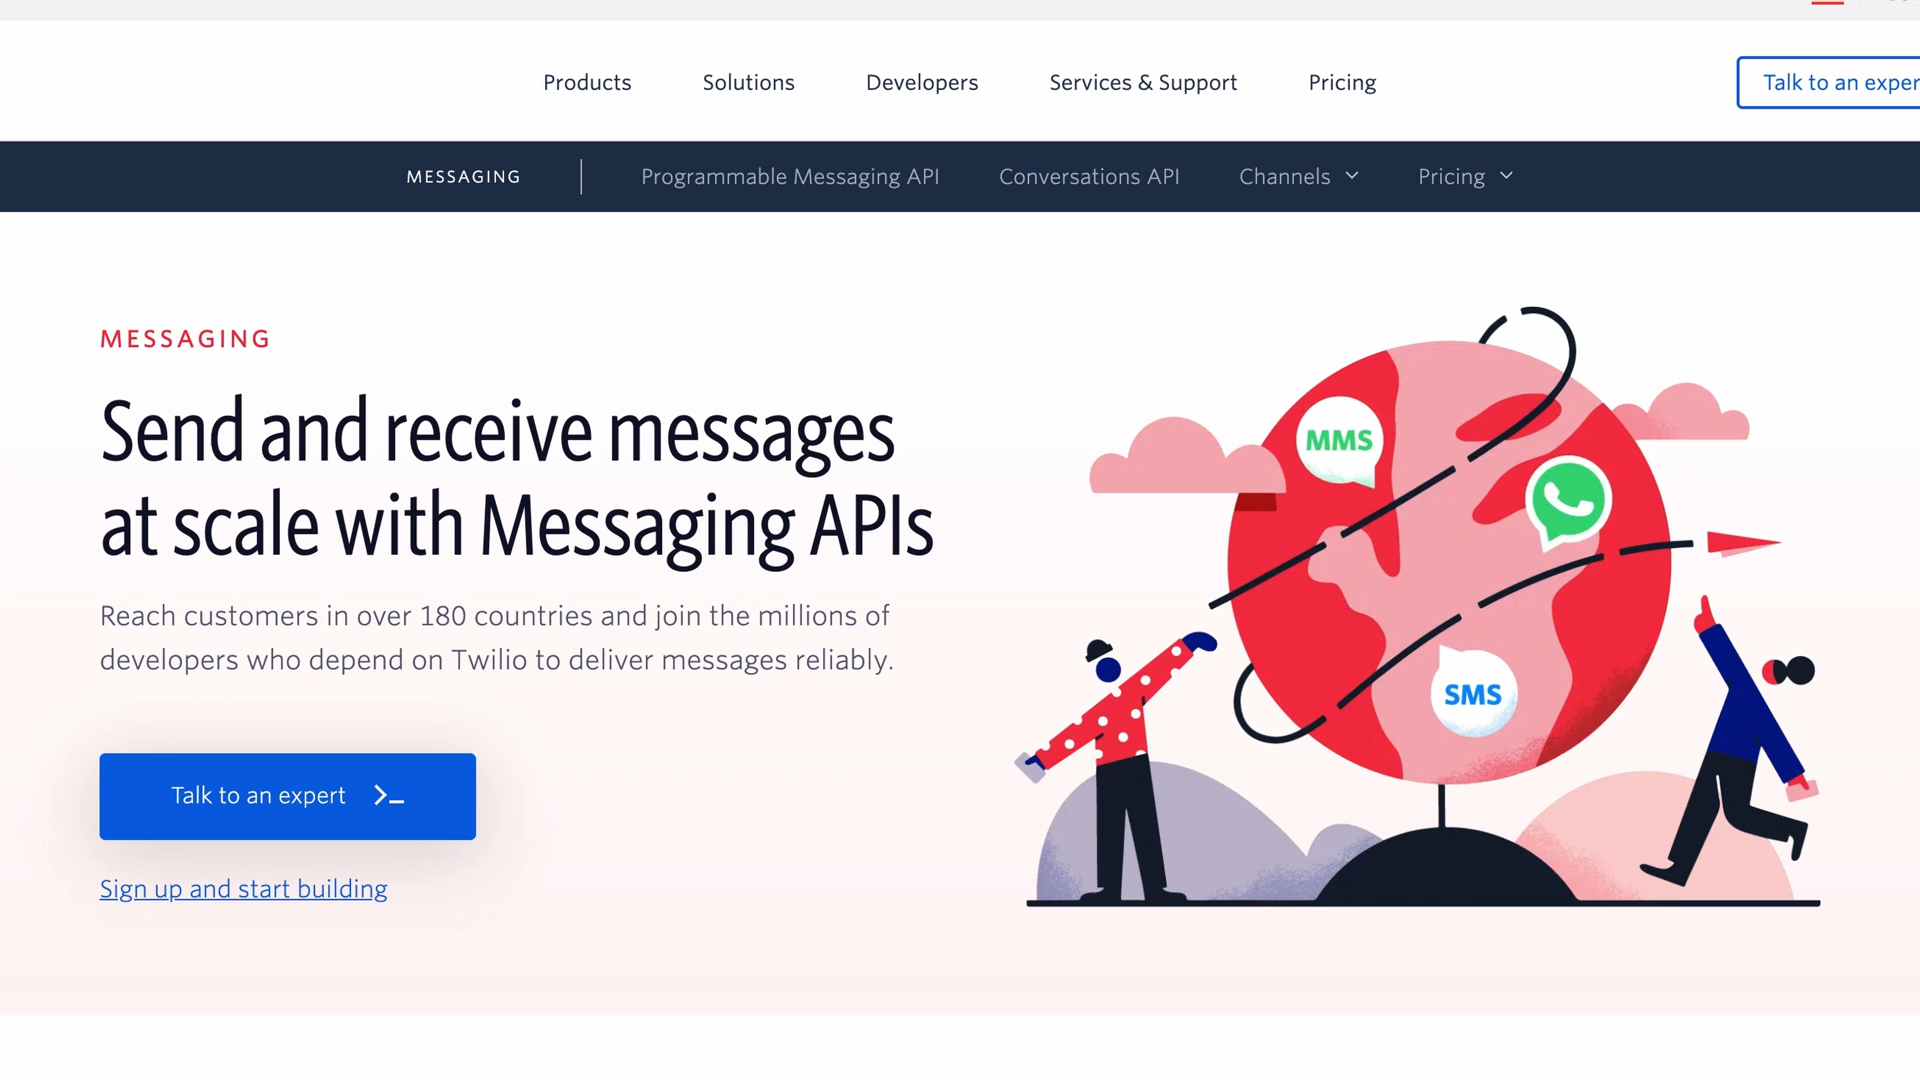 Products Solutions Developers Services & Support Pricing Talk to an exper
MESSAGING Programmable Messaging API Conversations API Channels Pricing
MESSAGING
Send and receive messages
at scale with Messaging APIs
Reach customers in over 180 countries and join the millions of
developers who depend on Twilio to deliver messages reliably.
Talk to an expert
Sign up and start building
MMS
SMS